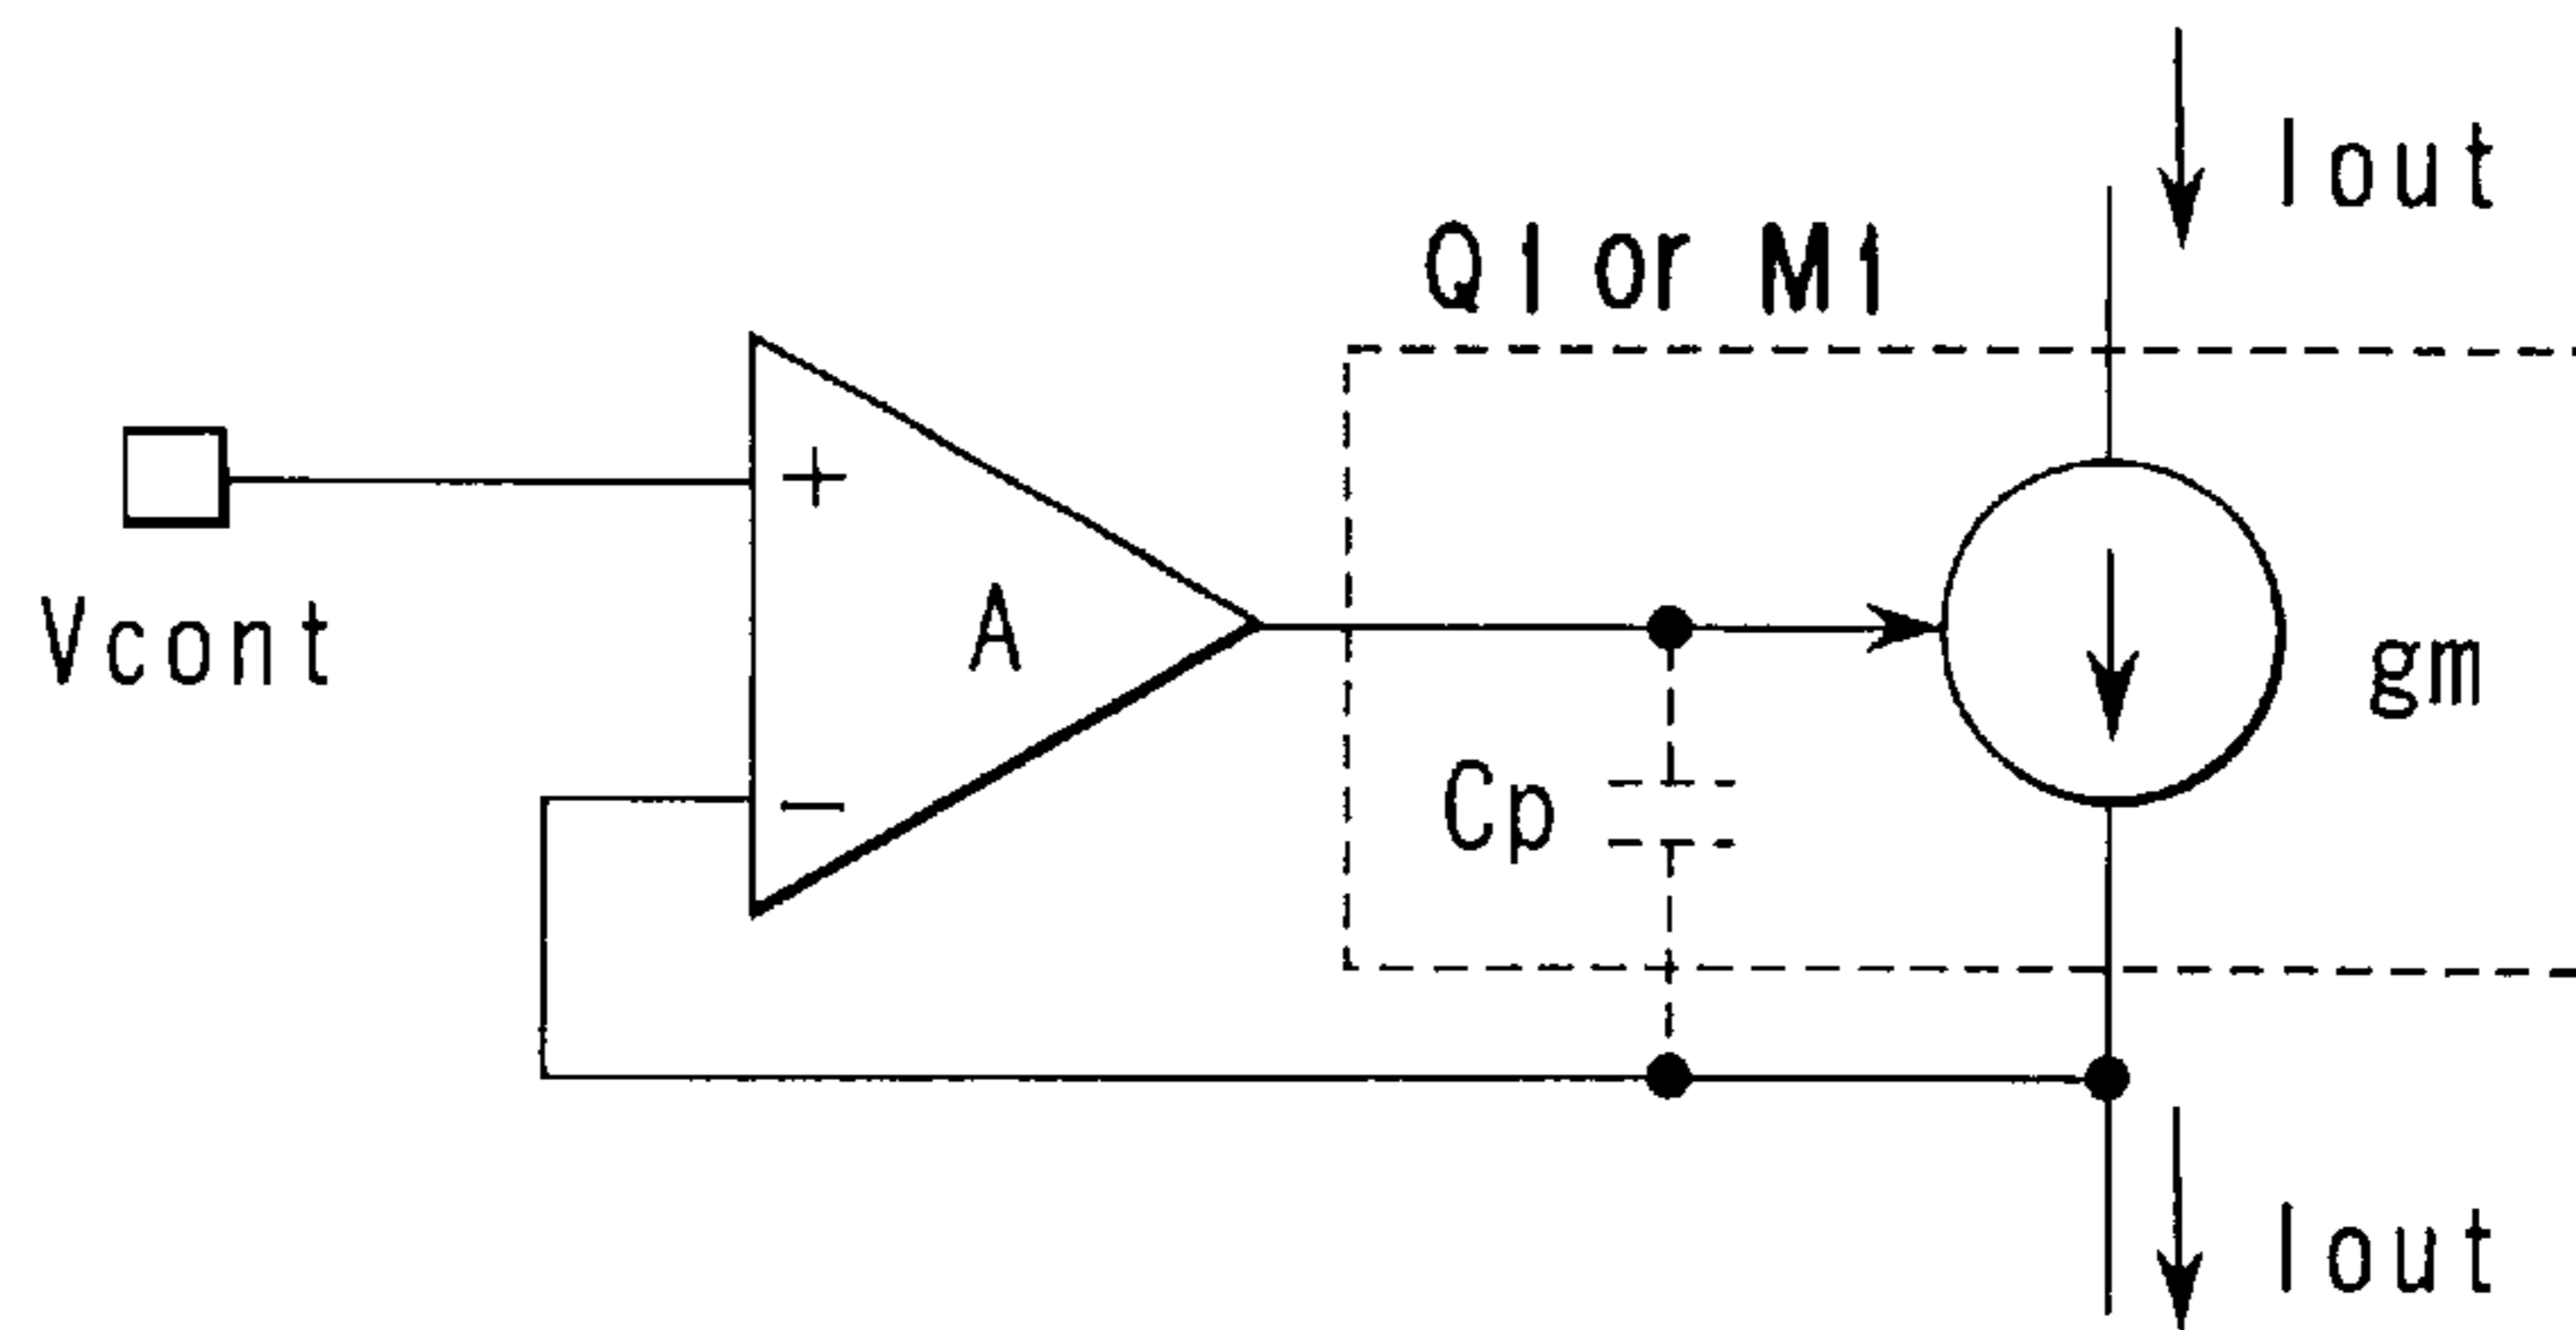 Iout
Q1 or M1
+
A
Vcont
gm
−
Cp
Iout